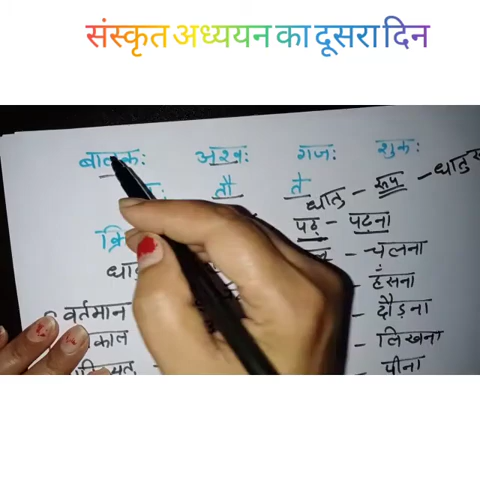 संस्कृत अध्ययन का दूसरा दिन
बालकः अश्वः गजः शुकः
तौ ते धातु - रूप - धातु
पठ् - पढ़ना
चलना
हँसना
वर्तमान - दौड़ना
काल - लिखना
- पीना